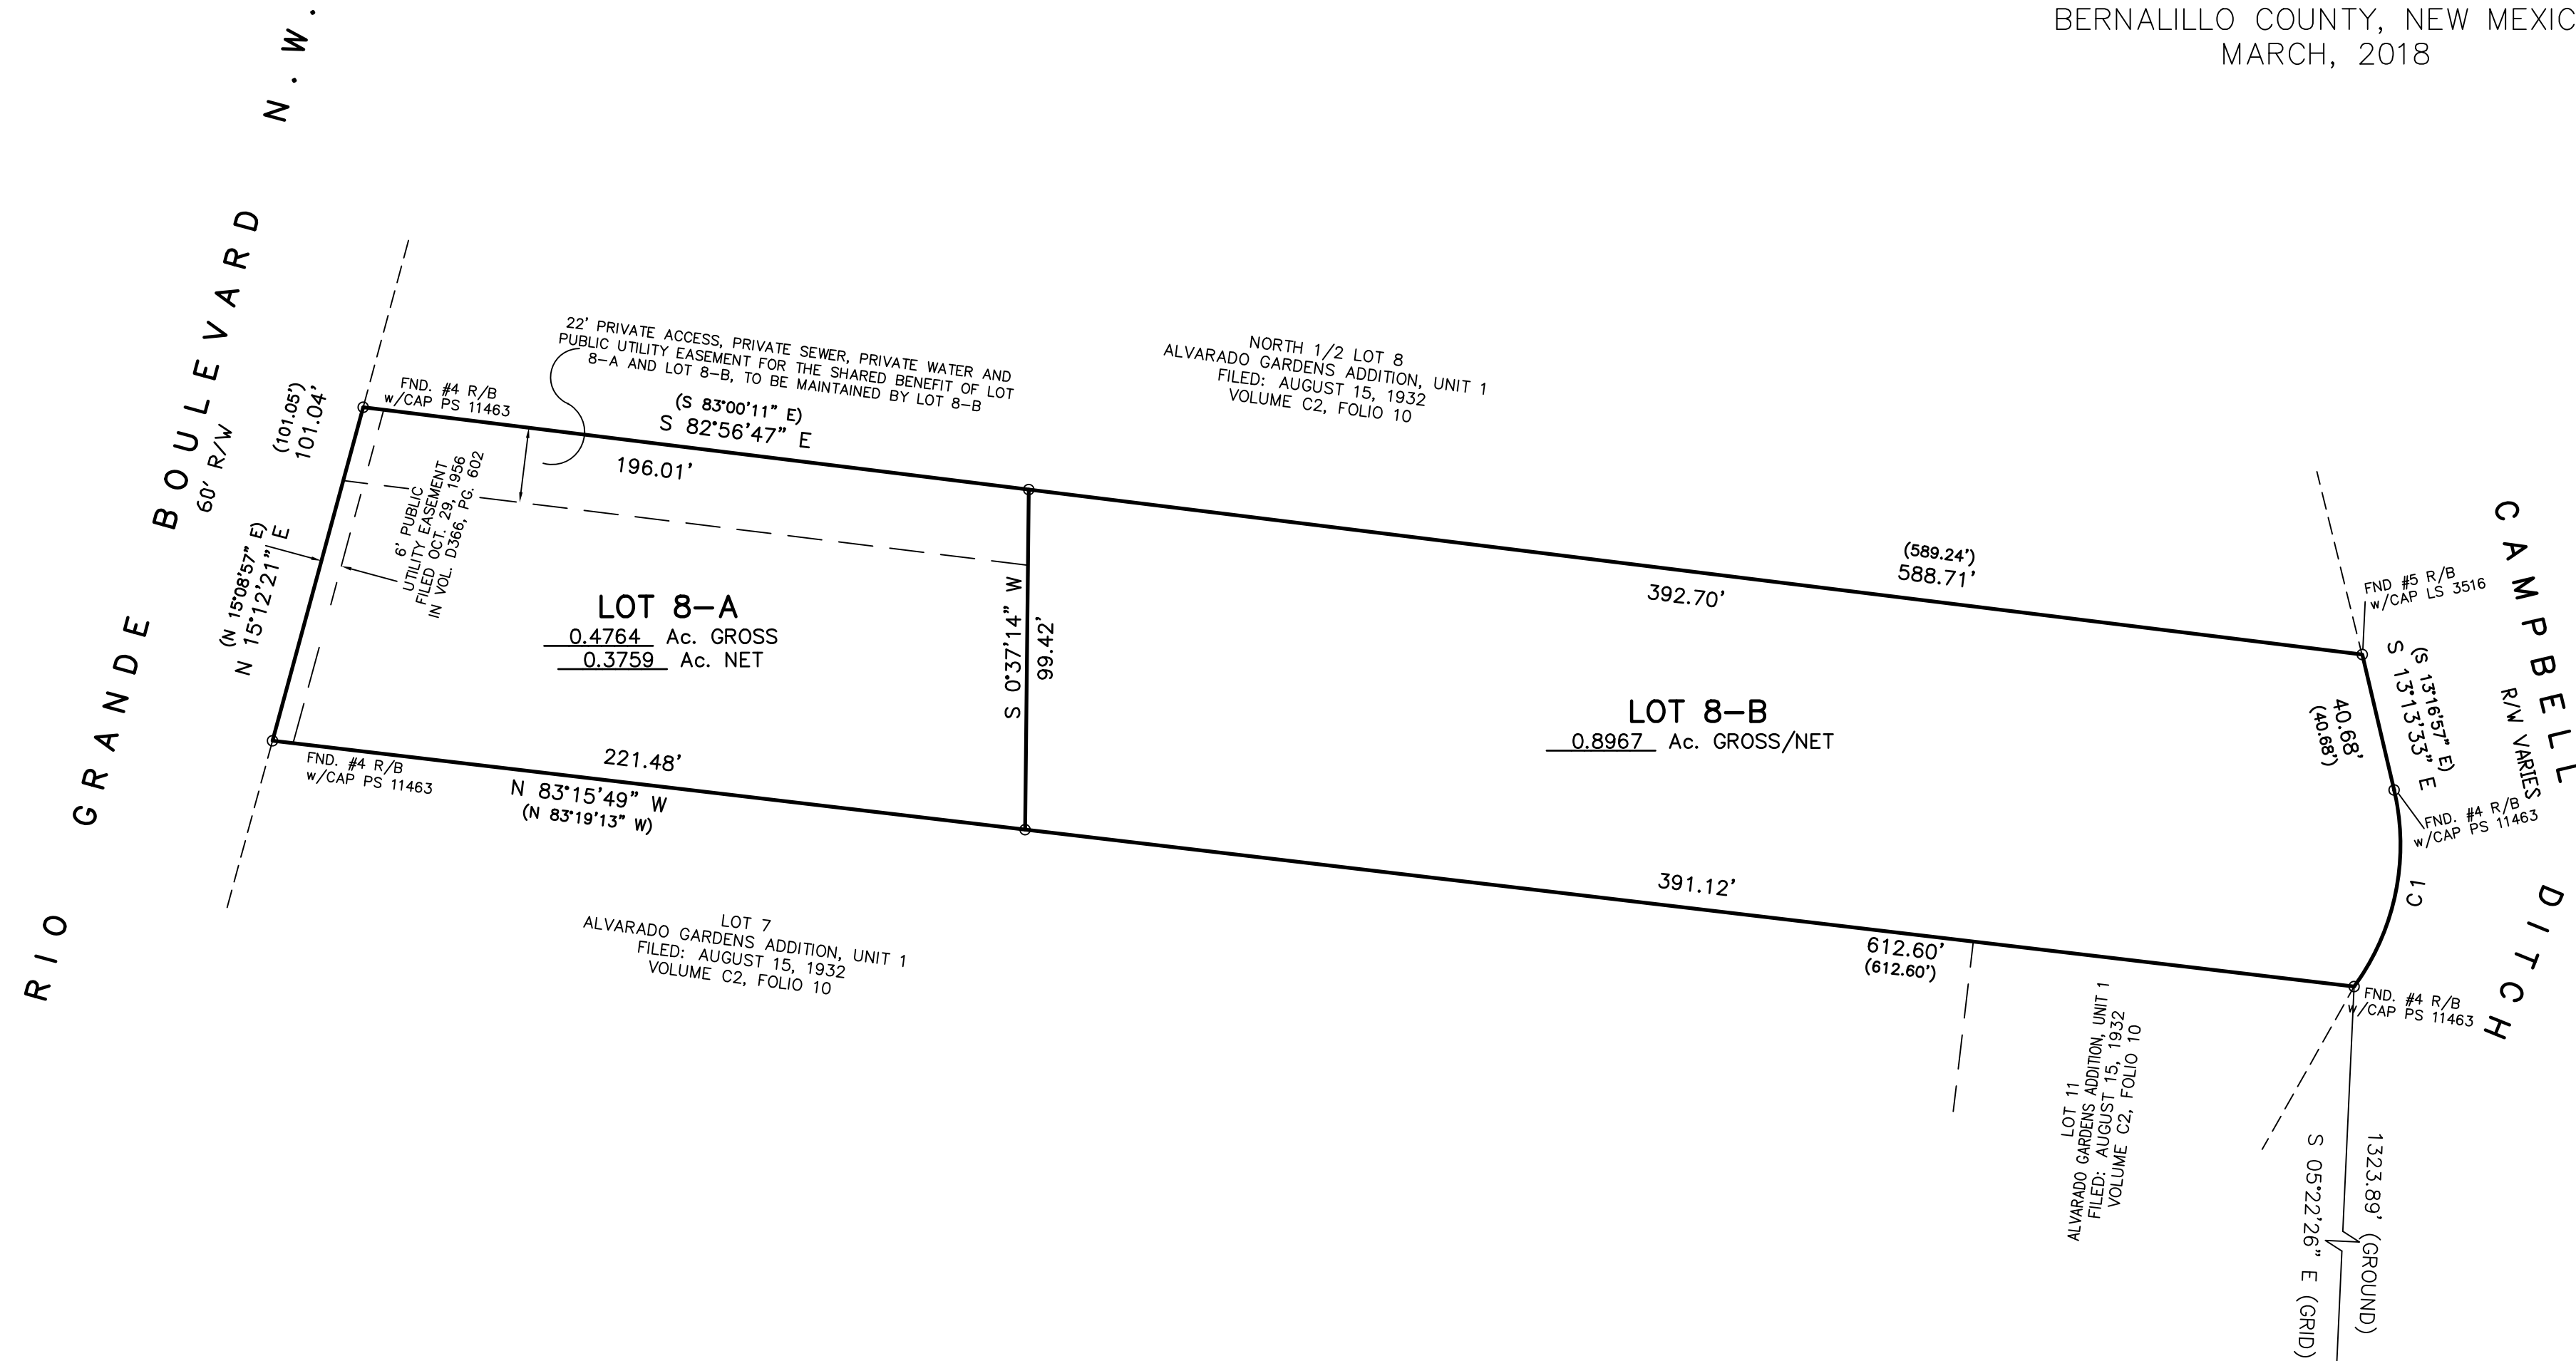 BERNALILLO COUNTY, NEW MEXIC
MARCH, 2018
RIO GRANDE BOULEVARD N.W.
60' R/W
(101.05')
101.04'
(N 15°08'57" E)
N 15°12'21" E
FND. #4 R/B
w/CAP PS 11463
22' PRIVATE ACCESS, PRIVATE SEWER, PRIVATE WATER AND
PUBLIC UTILITY EASEMENT FOR THE SHARED BENEFIT OF LOT
8-A AND LOT 8-B, TO BE MAINTAINED BY LOT 8-B
(S 83°00'11" E)
S 82°56'47" E
196.01'
NORTH 1/2 LOT 8
ALVARADO GARDENS ADDITION, UNIT 1
FILED: AUGUST 15, 1932
VOLUME C2, FOLIO 10
6' PUBLIC
UTILITY EASEMENT
FILED OCT. 29, 1956
IN VOL. D366, PG. 602
LOT 8-A
0.4764 Ac. GROSS
0.3759 Ac. NET
S 0°37'14" W
99.42'
(589.24')
588.71'
392.70'
LOT 8-B
0.8967 Ac. GROSS/NET
FND #5 R/B
w/CAP LS 3516
(S 13°16'57" E)
S 13°13'33" E
40.68'
(40.68')
CAMPBELL DITCH
R/W VARIES
FND. #4 R/B
w/CAP PS 11463
C1
FND. #4 R/B
w/CAP PS 11463
221.48'
N 83°15'49" W
(N 83°19'13" W)
391.12'
612.60'
(612.60')
LOT 7
ALVARADO GARDENS ADDITION, UNIT 1
FILED: AUGUST 15, 1932
VOLUME C2, FOLIO 10
FND. #4 R/B
w/CAP PS 11463
LOT 11
ALVARADO GARDENS ADDITION, UNIT 1
FILED: AUGUST 15, 1932
VOLUME C2, FOLIO 10
1323.89' (GROUND)
S 05°22'26" E (GRID)